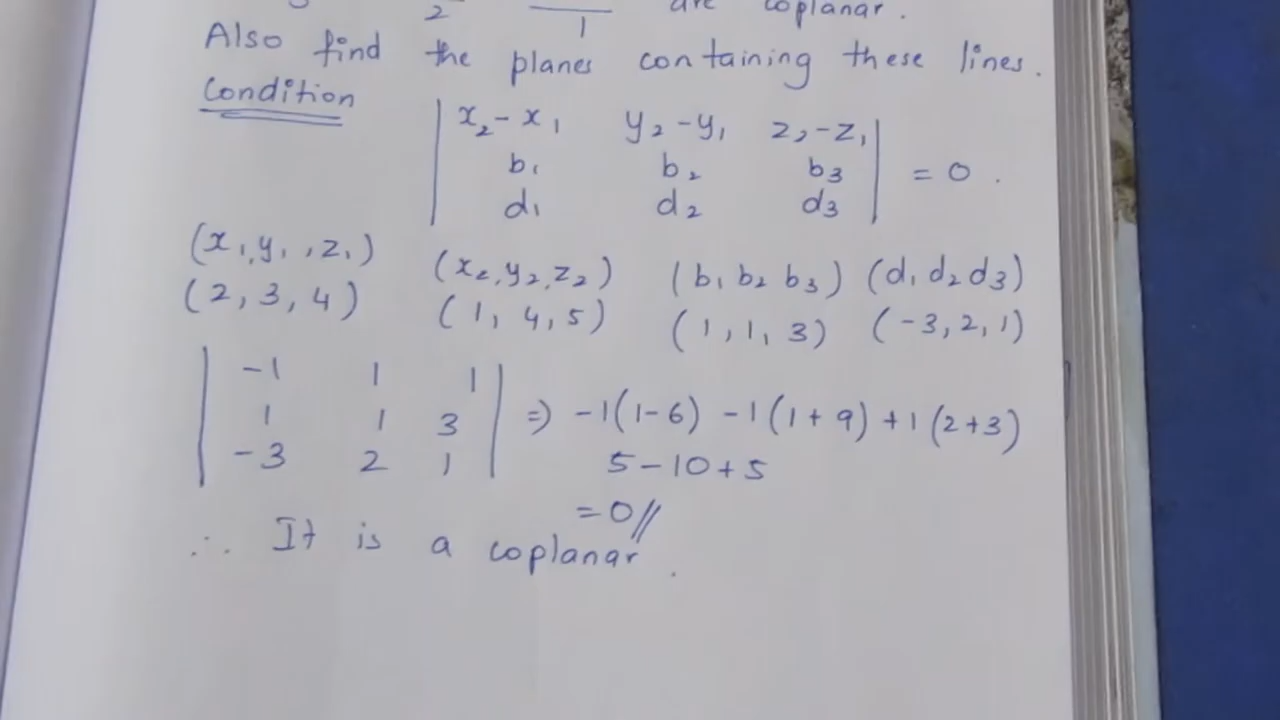 2 1 are coplanar.
Also find the planes containing these lines.
Condition
| x₂-x₁ y₂-y₁ z₂-z₁ |
| b₁ b₂ b₃ | = 0.
| d₁ d₂ d₃ |
(x₁,y₁,,z₁) (x₂,y₂,z₂) (b₁ b₂ b₃) (d₁ d₂ d₃)
(2,3,4) (1,4,5) (1,1,3) (-3,2,1)
| -1 1 1 |
| 1 1 3 | ⇒ -1(1-6) -1(1+9) +1(2+3)
| -3 2 1 | 5-10+5
=0//
∴ It is a coplanar.